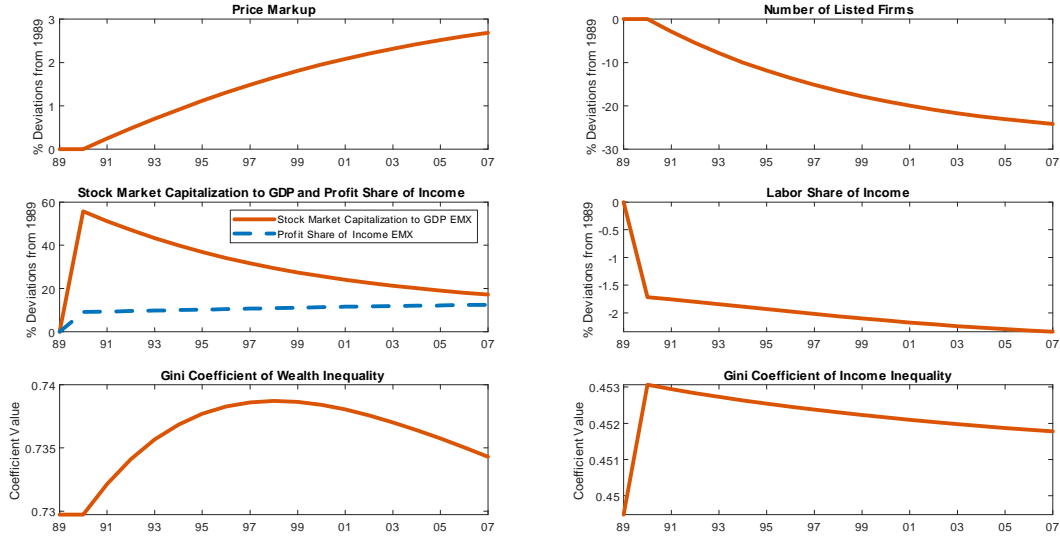 Price Markup
% Deviations from 1989
3
2
1
0
89 91 93 95 97 99 01 03 05 07
Number of Listed Firms
% Deviations from 1989
0
-10
-20
-30
89 91 93 95 97 99 01 03 05 07
Stock Market Capitalization to GDP and Profit Share of Income
% Deviations from 1989
60
40
20
0
Stock Market Capitalization to GDP EMX
Profit Share of Income EMX
89 91 93 95 97 99 01 03 05 07
Labor Share of Income
% Deviations from 1989
0
-0.5
-1
-1.5
-2
89 91 93 95 97 99 01 03 05 07
Gini Coefficient of Wealth Inequality
Coefficient Value
0.74
0.735
0.73
89 91 93 95 97 99 01 03 05 07
Gini Coefficient of Income Inequality
Coefficient Value
0.453
0.452
0.451
0.45
89 91 93 95 97 99 01 03 05 07